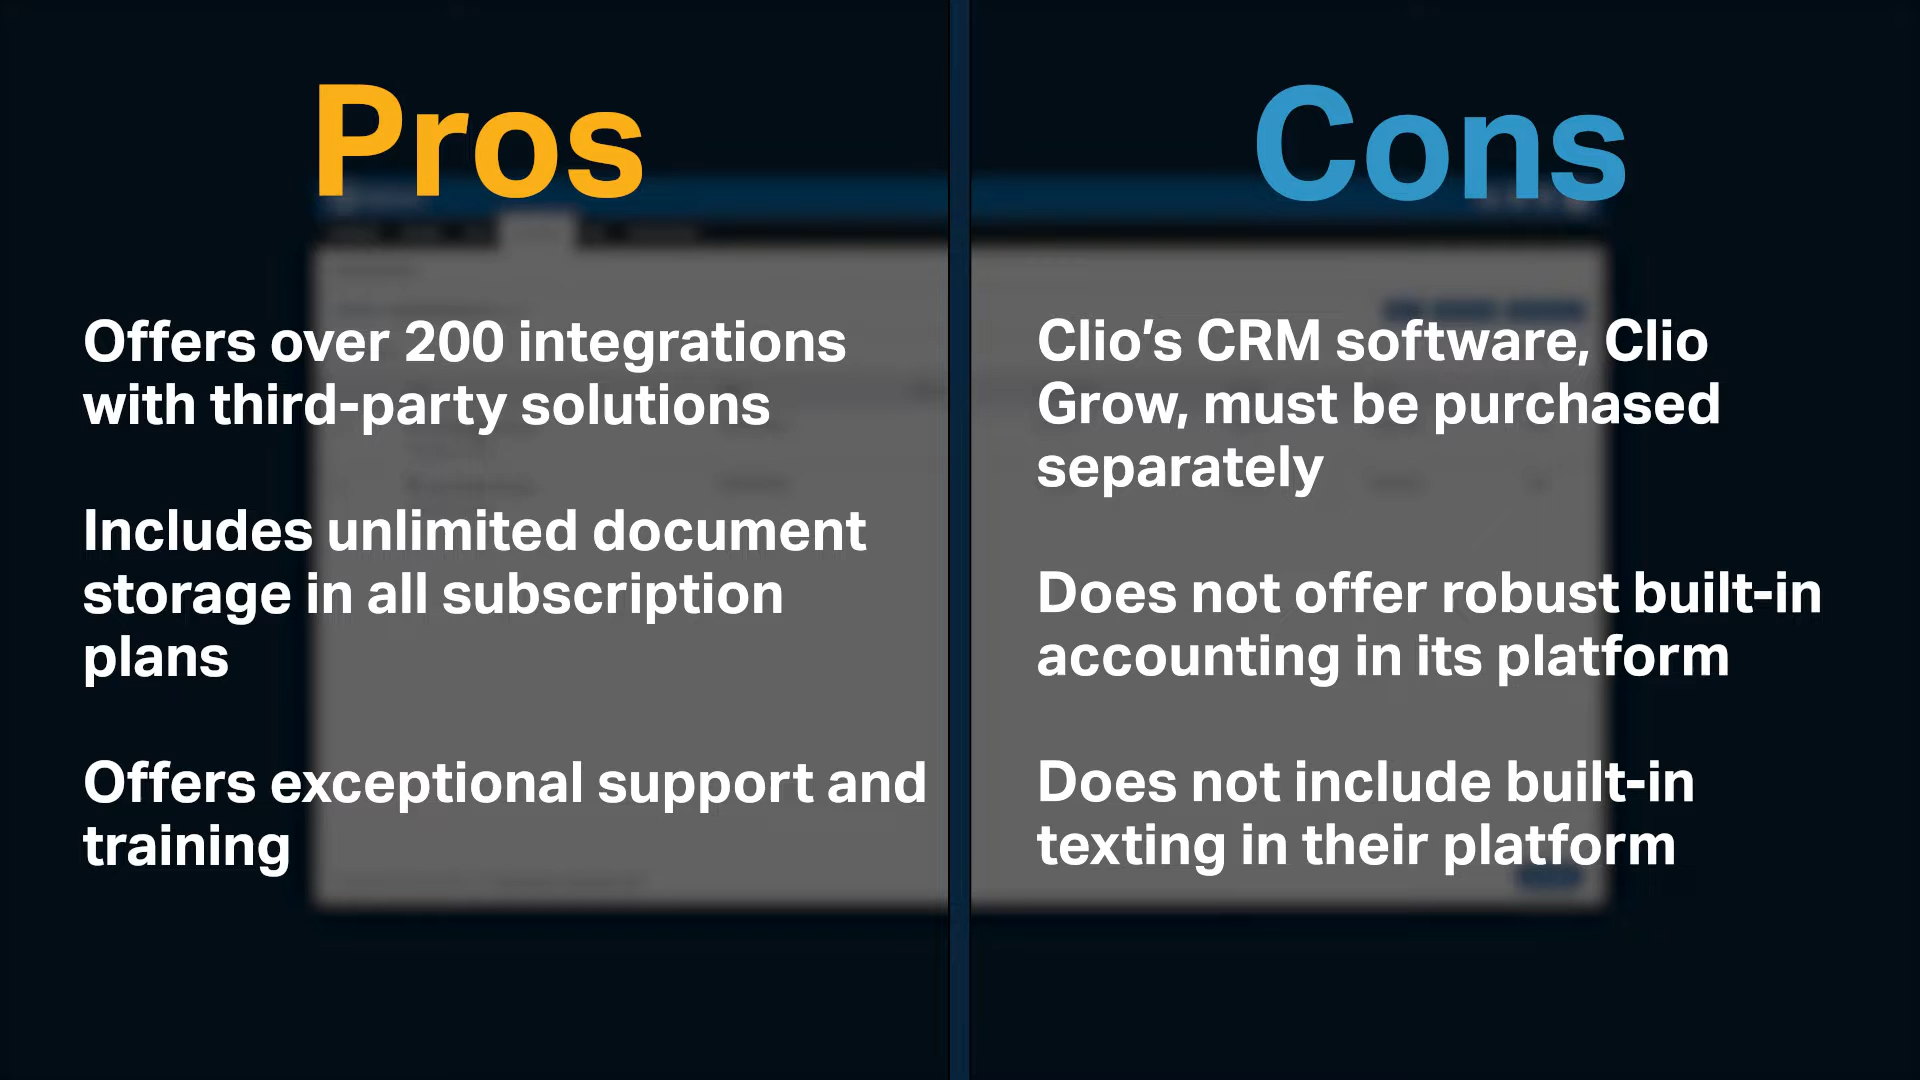 Pros
Offers over 200 integrations
with third-party solutions
Includes unlimited document
storage in all subscription
plans
Offers exceptional support and
training
Cons
Clio’s CRM software, Clio
Grow, must be purchased
separately
Does not offer robust built-in
accounting in its platform
Does not include built-in
texting in their platform